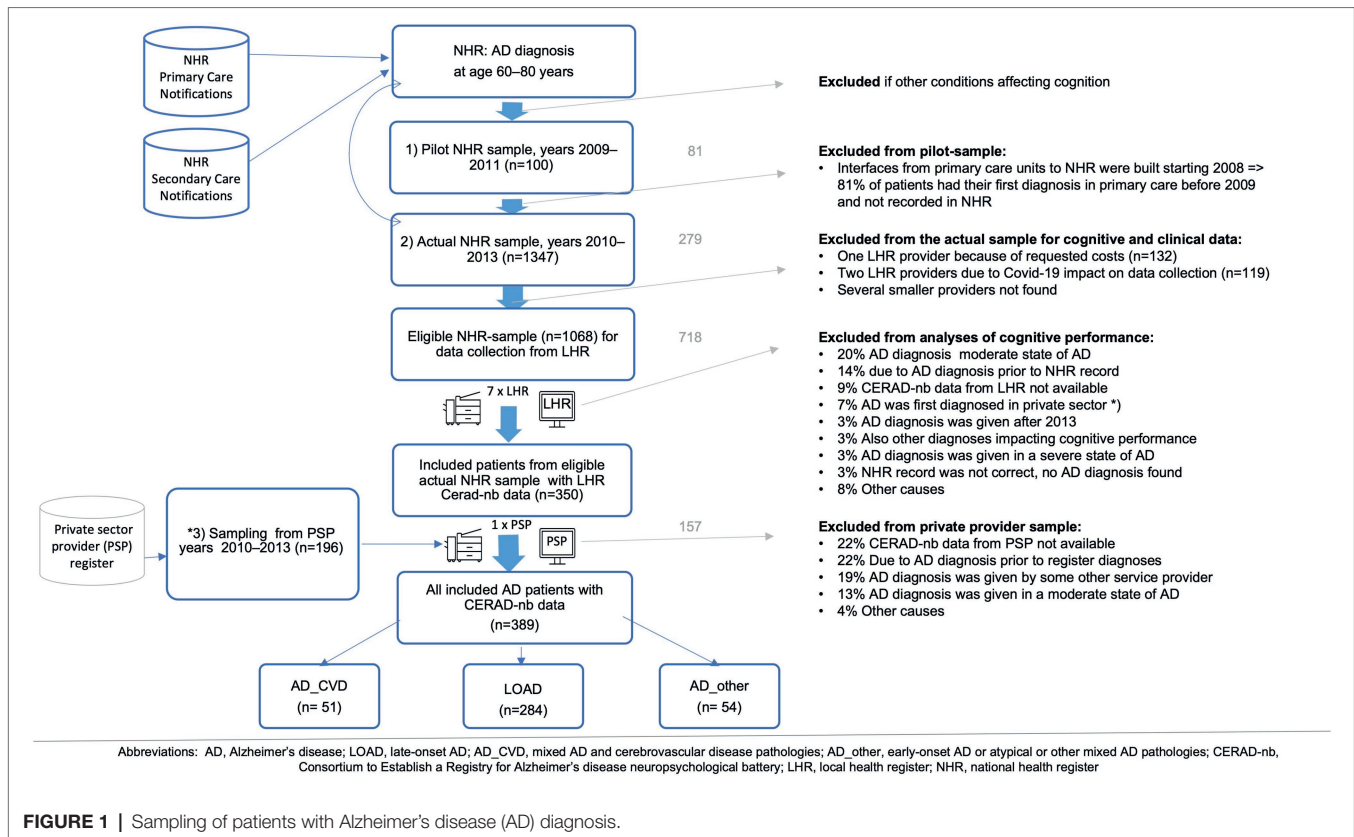 NHR
Primary Care
Notifications
NHR
Secondary Care
Notifications
NHR: AD diagnosis
at age 60–80 years
Excluded if other conditions affecting cognition
1) Pilot NHR sample, years 2009–
2011 (n=100)
81
Excluded from pilot-sample:
• Interfaces from primary care units to NHR were built starting 2008 =>
81% of patients had their first diagnosis in primary care before 2009
and not recorded in NHR
2) Actual NHR sample, years 2010–
2013 (n=1347)
279
Excluded from the actual sample for cognitive and clinical data:
• One LHR provider because of requested costs (n=132)
• Two LHR providers due to Covid-19 impact on data collection (n=119)
• Several smaller providers not found
Eligible NHR-sample (n=1068) for
data collection from LHR
718
Excluded from analyses of cognitive performance:
• 20% AD diagnosis moderate state of AD
• 14% due to AD diagnosis prior to NHR record
• 9% CERAD-nb data from LHR not available
• 7% AD was first diagnosed in private sector *)
• 3% AD diagnosis was given after 2013
• 3% Also other diagnoses impacting cognitive performance
• 3% AD diagnosis was given in a severe state of AD
• 3% NHR record was not correct, no AD diagnosis found
• 8% Other causes
7 x LHR
LHR
Included patients from eligible
actual NHR sample with LHR
Cerad-nb data (n=350)
Private sector
provider (PSP)
register
*3) Sampling from PSP
years 2010–2013 (n=196)
1 x PSP
PSP
157
Excluded from private provider sample:
• 22% CERAD-nb data from PSP not available
• 22% Due to AD diagnosis prior to register diagnoses
• 19% AD diagnosis was given by some other service provider
• 13% AD diagnosis was given in a moderate state of AD
• 4% Other causes
All included AD patients with
CERAD-nb data
(n=389)
AD_CVD
(n= 51)
LOAD
(n=284)
AD_other
(n= 54)
Abbreviations: AD, Alzheimer's disease; LOAD, late-onset AD; AD_CVD, mixed AD and cerebrovascular disease pathologies; AD_other, early-onset AD or atypical or other mixed AD pathologies; CERAD-nb,
Consortium to Establish a Registry for Alzheimer's disease neuropsychological battery; LHR, local health register; NHR, national health register
FIGURE 1 | Sampling of patients with Alzheimer's disease (AD) diagnosis.